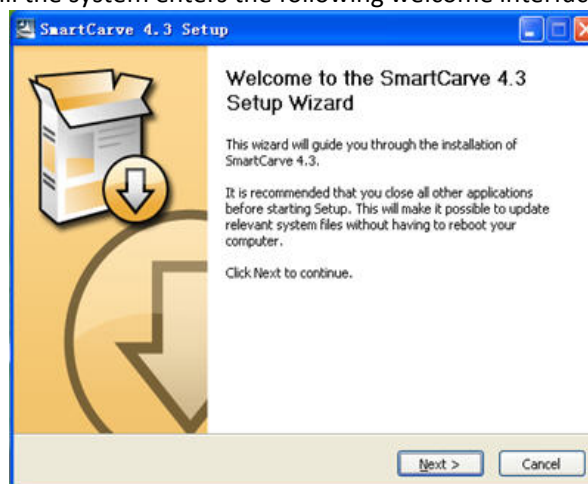 the system enters the following welcome
SmartCarve 4.3 Setup
Welcome to the SmartCarve 4.3
Setup Wizard
This wizard will guide you through the installation of
SmartCarve 4.3.
It is recommended that you close all other applications
before starting Setup. This will make it possible to update
relevant system files without having to reboot your
computer.
Click Next to continue.
Next >
Cancel